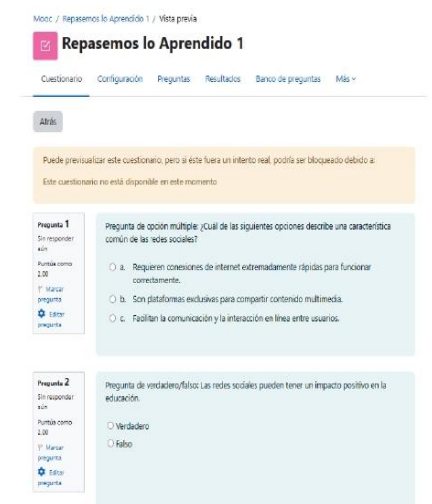 Mooc / Repasemos lo Aprendido 1 / Vista previa
Repasemos lo Aprendido 1
Cuestionario Configuración Preguntas Resultados Banco de preguntas Más
Atrás
Puede previsualizar este cuestionario, pero si éste fuera un intento real, podría ser bloqueado debido a:
Este cuestionario no está disponible en este momento
Pregunta 1
Sin responder
aún
Puntúa como
2,00
Marcar
pregunta
Editar
pregunta
Pregunta de opción múltiple: ¿Cuál de las siguientes opciones describe una característica
común de las redes sociales?
a. Requieren conexiones de internet extremadamente rápidas para funcionar
correctamente.
b. Son plataformas exclusivas para compartir contenido multimedia.
c. Facilitan la comunicación y la interacción en línea entre usuarios.
Pregunta 2
Sin responder
aún
Puntúa como
2,00
Marcar
pregunta
Editar
pregunta
Pregunta de verdadero/falso: Las redes sociales pueden tener un impacto positivo en la
educación.
Verdadero
Falso